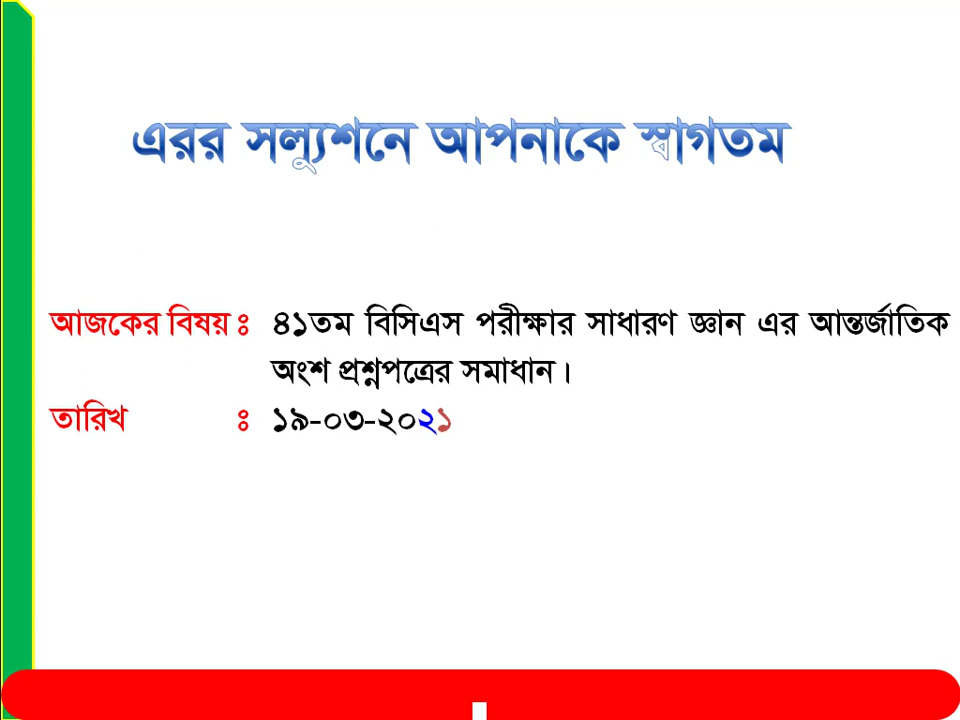 এরর সল্যুশনে আপনাকে স্বাগতম
আজকের বিষয় ঃ ৪১তম বিসিএস পরীক্ষার সাধারণ জ্ঞান এর আন্তর্জাতিক
অংশ প্রশ্নপত্রের সমাধান।
তারিখ ঃ ১৯-০৩-২০২১